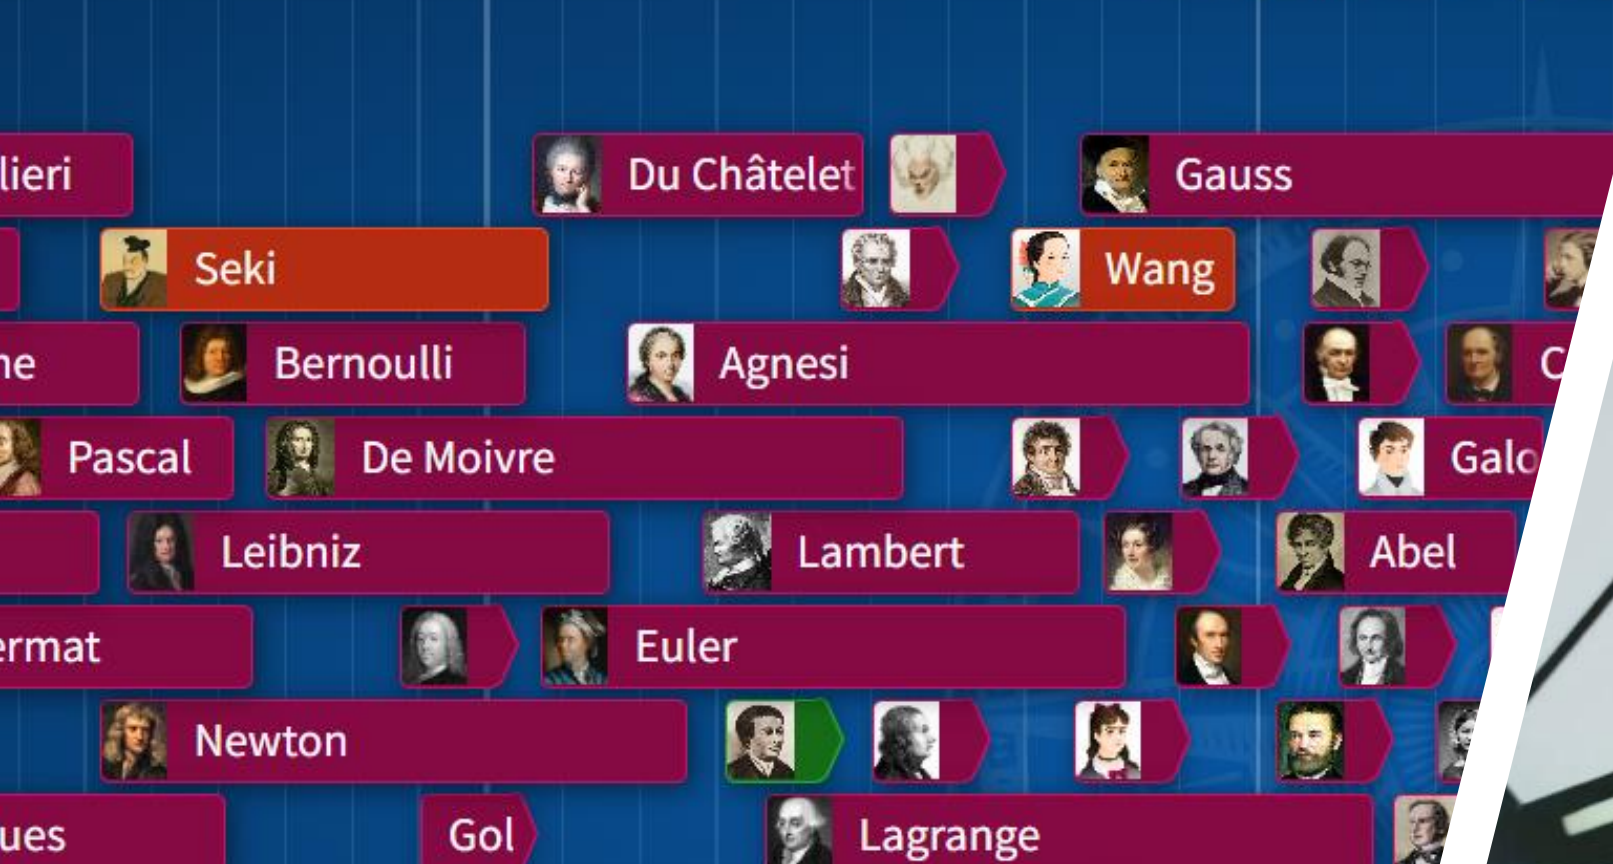 lieri
Du Châtelet
Gauss
Seki
Wang
ne
Bernoulli
Agnesi
C
Pascal
De Moivre
Galo
Leibniz
Lambert
Abel
ermat
Euler
Newton
ues
Gol
Lagrange